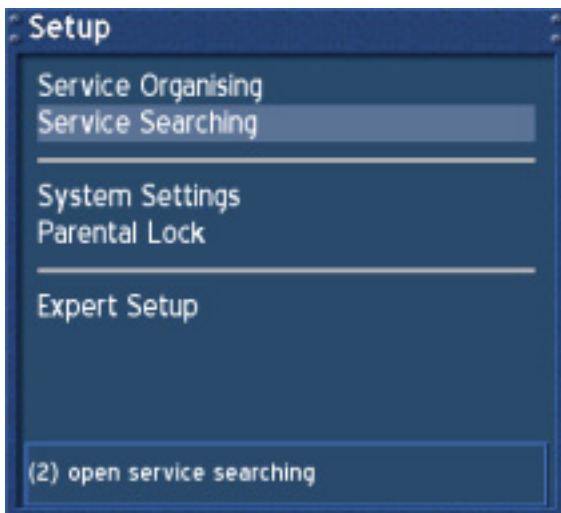 Setup
Service Organising
Service Searching
System Settings
Parental Lock
Expert Setup
(2) open service searching